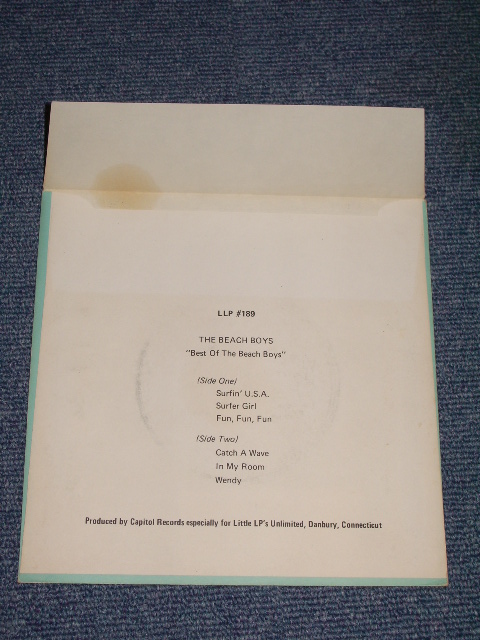 LLP #189
THE BEACH BOYS
"Best Of The Beach Boys"
(Side One)
Surfin' U.S.A.
Surfer Girl
Fun, Fun, Fun
(Side Two)
Catch A Wave
In My Room
Wendy
Produced by Capitol Records especially for Little LP's Unlimited, Danbury, Connecticut